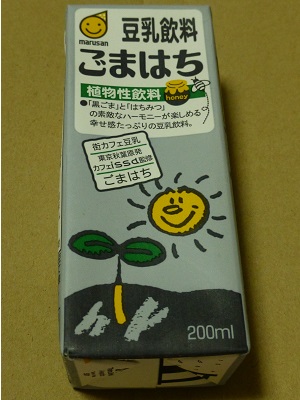 marusan
豆乳飲料
ごまはち
植物性飲料
honey
●「黒ごま」と「はちみつ」
の素敵なハーモニーが楽しめる
幸せ感たっぷりの豆乳飲料。
街カフェ豆乳
東京秋葉原発
カフェissd監修
ごまはち
200ml